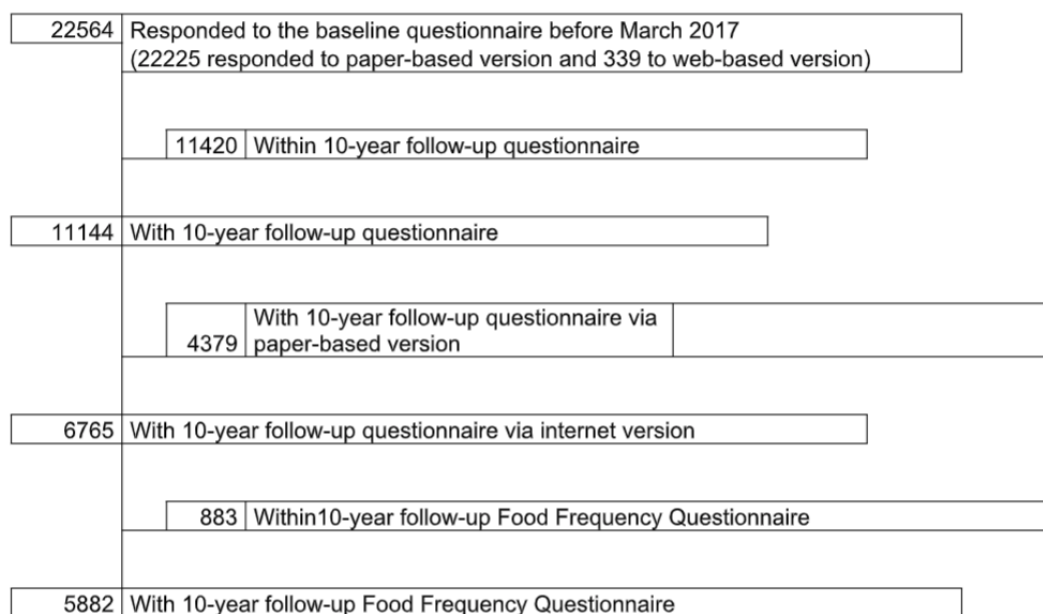 22564 Responded to the baseline questionnaire before March 2017
(22225 responded to paper-based version and 339 to web-based version)
11420 Within 10-year follow-up questionnaire
11144 With 10-year follow-up questionnaire
With 10-year follow-up questionnaire via
4379 paper-based version
6765 With 10-year follow-up questionnaire via internet version
883 Within10-year follow-up Food Frequency Questionnaire
5882 With 10-year follow-up Food Frequency Questionnaire